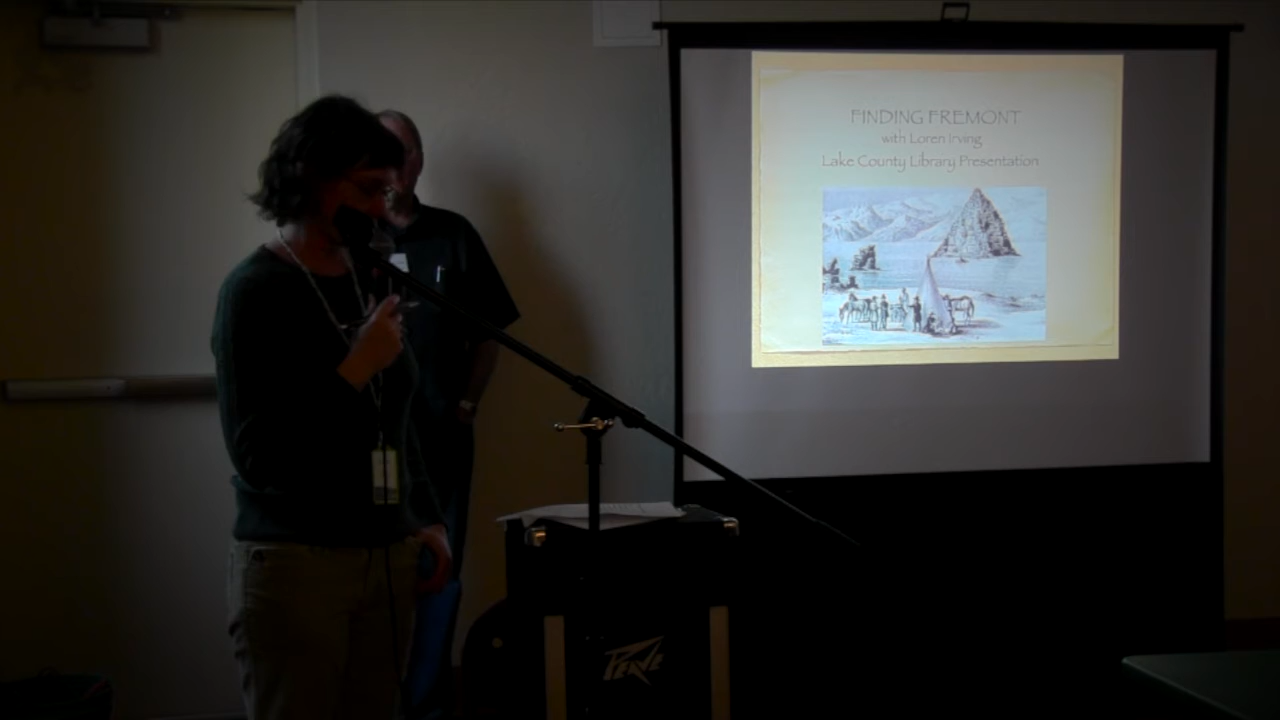 FINDING FREMONT
with Loren Irving
Lake County Library Presentation
PEAVEY